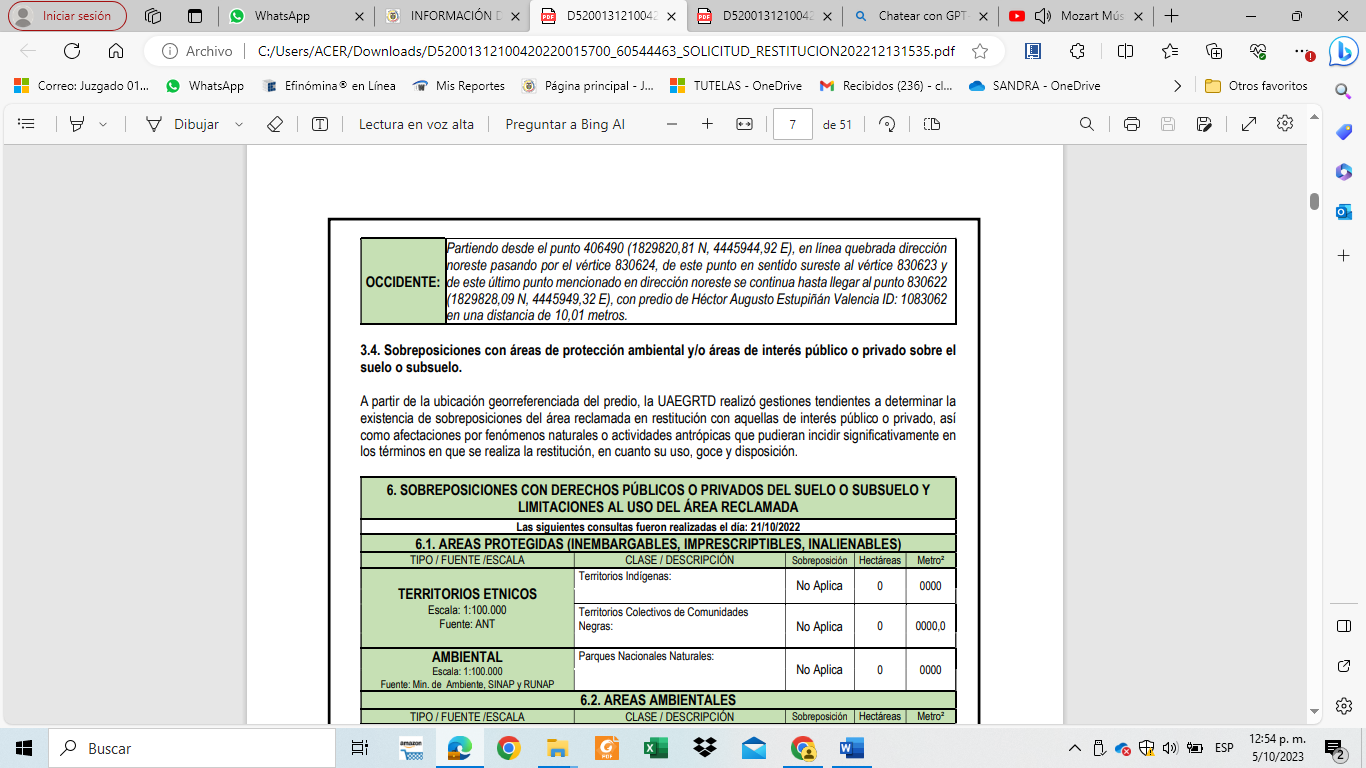 Iniciar sesión
WhatsApp
INFORMACIÓN D
D5200131210042
D5200131210042
Chatear con GPT-
Mozart Mús
Archivo
C:/Users/ACER/Downloads/D52001312100420220015700_60544463_SOLICITUD_RESTITUCION202212131535.pdf
Correo: Juzgado 01...
WhatsApp
Efinómina® en Línea
Mis Reportes
Página principal - J...
TUTELAS - OneDrive
Recibidos (236) - cl...
SANDRA - OneDrive
Otros favoritos
Dibujar
Lectura en voz alta
Preguntar a Bing AI
7
de 51
OCCIDENTE:
Partiendo desde el punto 406490 (1829820,81 N, 4445944,92 E), en línea quebrada dirección
noreste pasando por el vértice 830624, de este punto en sentido sureste al vértice 830623 y
de este último punto mencionado en dirección noreste se continua hasta llegar al punto 830622
(1829828,09 N, 4445949,32 E), con predio de Héctor Augusto Estupiñán Valencia ID: 1083062
en una distancia de 10,01 metros.
3.4. Sobreposiciones con áreas de protección ambiental y/o áreas de interés público o privado sobre el
suelo o subsuelo.
A partir de la ubicación georreferenciada del predio, la UAEGRTD realizó gestiones tendientes a determinar la
existencia de sobreposiciones del área reclamada en restitución con aquellas de interés público o privado, así
como afectaciones por fenómenos naturales o actividades antrópicas que pudieran incidir significativamente en
los términos en que se realiza la restitución, en cuanto su uso, goce y disposición.
6. SOBREPOSICIONES CON DERECHOS PÚBLICOS O PRIVADOS DEL SUELO O SUBSUELO Y
LIMITACIONES AL USO DEL ÁREA RECLAMADA
Las siguientes consultas fueron realizadas el día: 21/10/2022
6.1. AREAS PROTEGIDAS (INEMBARGABLES, IMPRESCRIPTIBLES, INALIENABLES)
TIPO / FUENTE /ESCALA
CLASE / DESCRIPCIÓN
Sobreposición
Hectáreas
Metro²
TERRITORIOS ETNICOS
Escala: 1:100.000
Fuente: ANT
Territorios Indígenas:
No Aplica
0
0000
Territorios Colectivos de Comunidades
Negras:
No Aplica
0
0000,0
AMBIENTAL
Escala: 1:100.000
Fuente: Min. de Ambiente, SINAP y RUNAP
Parques Nacionales Naturales:
No Aplica
0
0000
6.2. AREAS AMBIENTALES
TIPO / FUENTE /ESCALA
CLASE / DESCRIPCIÓN
Sobreposición
Hectáreas
Metro²
Buscar
amazon
ESP
12:54 p. m.
5/10/2023
2